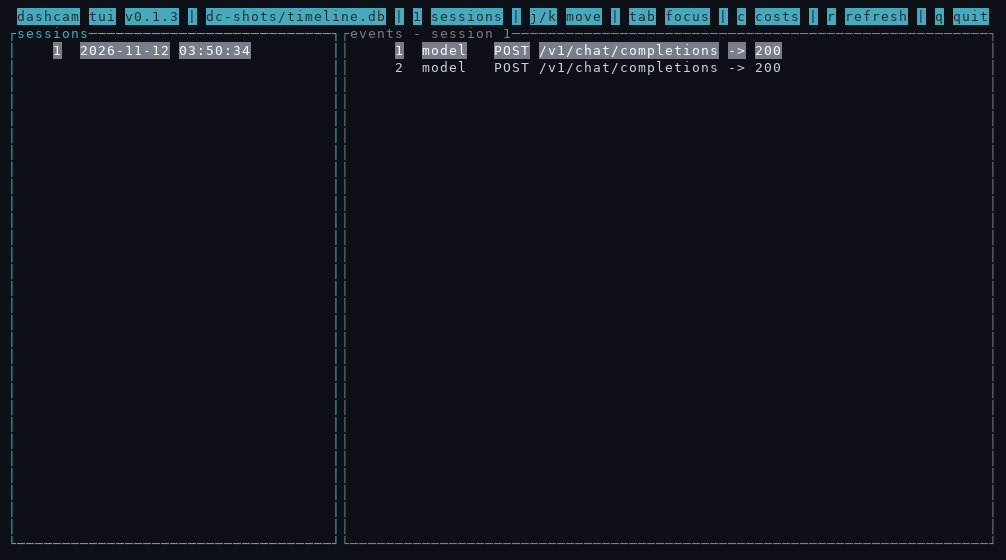 dashcam tui v0.1.3 | dc-shots/timeline.db | 1 sessions | j/k move | tab focus | c costs | r refresh | q quit
sessions
1 2026-11-12 03:50:34
events - session 1
1 model POST /v1/chat/completions -> 200
2 model POST /v1/chat/completions -> 200